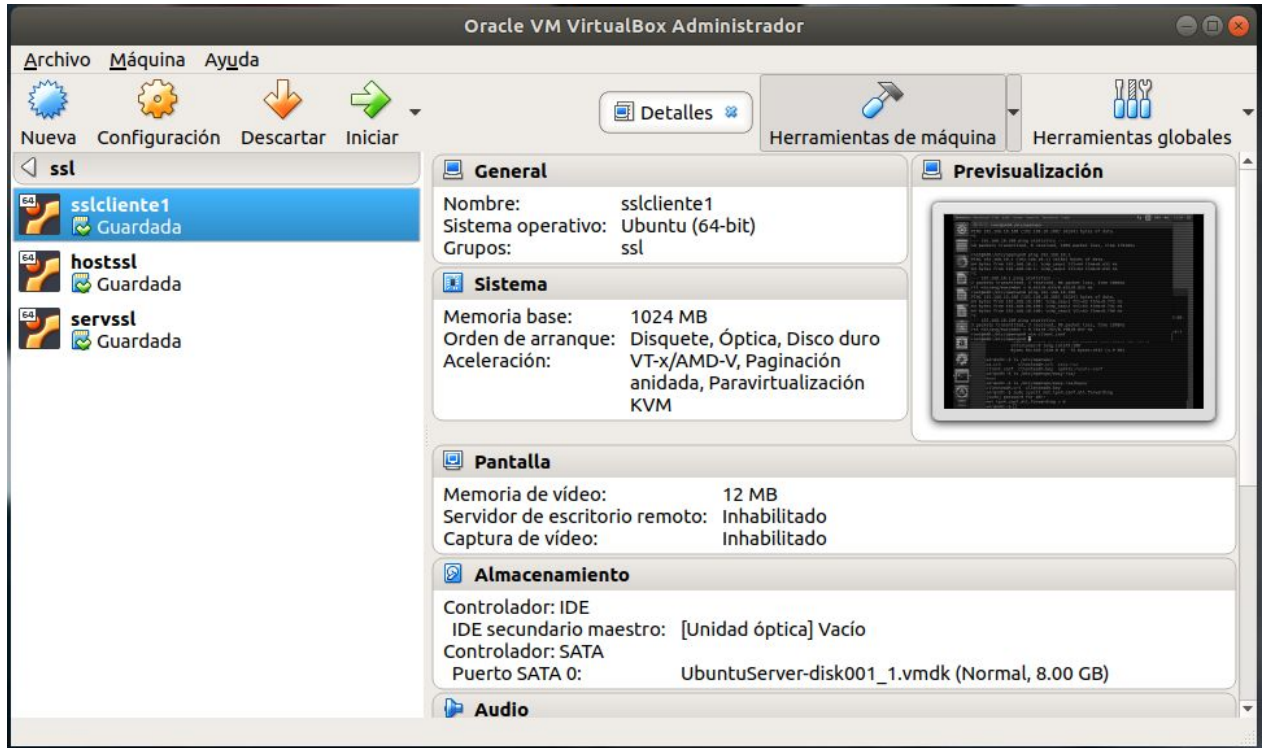 Oracle VM VirtualBox Administrador
Archivo Máquina Ayuda
Nueva Configuración Descartar Iniciar
Detalles
Herramientas de máquina
Herramientas globales
ssl
64
sslcliente1
Guardada
64
hostssl
Guardada
64
servssl
Guardada
General
Nombre: sslcliente1
Sistema operativo: Ubuntu (64-bit)
Grupos: ssl
Sistema
Memoria base: 1024 MB
Orden de arranque: Disquete, Óptica, Disco duro
Aceleración: VT-x/AMD-V, Paginación
anidada, Paravirtualización
KVM
Previsualización
Pantalla
Memoria de vídeo: 12 MB
Servidor de escritorio remoto: Inhabilitado
Captura de vídeo: Inhabilitado
Almacenamiento
Controlador: IDE
IDE secundario maestro: [Unidad óptica] Vacío
Controlador: SATA
Puerto SATA 0: UbuntuServer-disk001_1.vmdk (Normal, 8.00 GB)
Audio